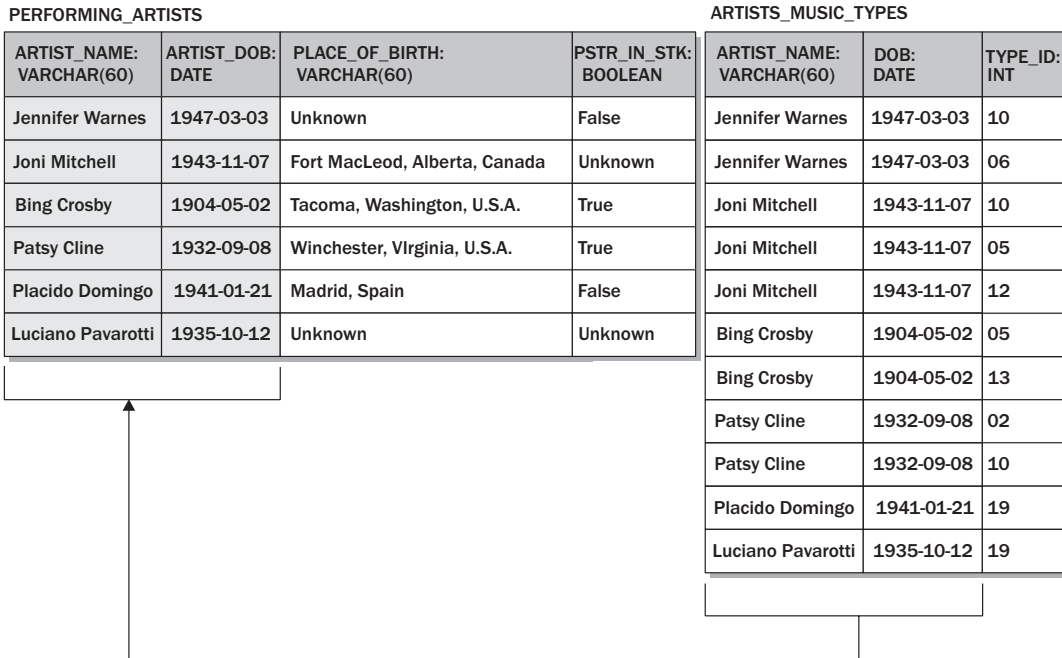 PERFORMING_ARTISTS
ARTIST_NAME: VARCHAR(60) ARTIST_DOB: DATE PLACE_OF_BIRTH: VARCHAR(60) PSTR_IN_STK: BOOLEAN
Jennifer Warnes 1947-03-03 Unknown False
Joni Mitchell 1943-11-07 Fort MacLeod, Alberta, Canada Unknown
Bing Crosby 1904-05-02 Tacoma, Washington, U.S.A. True
Patsy Cline 1932-09-08 Winchester, VIrginia, U.S.A. True
Placido Domingo 1941-01-21 Madrid, Spain False
Luciano Pavarotti 1935-10-12 Unknown Unknown
ARTISTS_MUSIC_TYPES
ARTIST_NAME: VARCHAR(60) DOB: DATE TYPE_ID: INT
Jennifer Warnes 1947-03-03 10
Jennifer Warnes 1947-03-03 06
Joni Mitchell 1943-11-07 10
Joni Mitchell 1943-11-07 05
Joni Mitchell 1943-11-07 12
Bing Crosby 1904-05-02 05
Bing Crosby 1904-05-02 13
Patsy Cline 1932-09-08 02
Patsy Cline 1932-09-08 10
Placido Domingo 1941-01-21 19
Luciano Pavarotti 1935-10-12 19